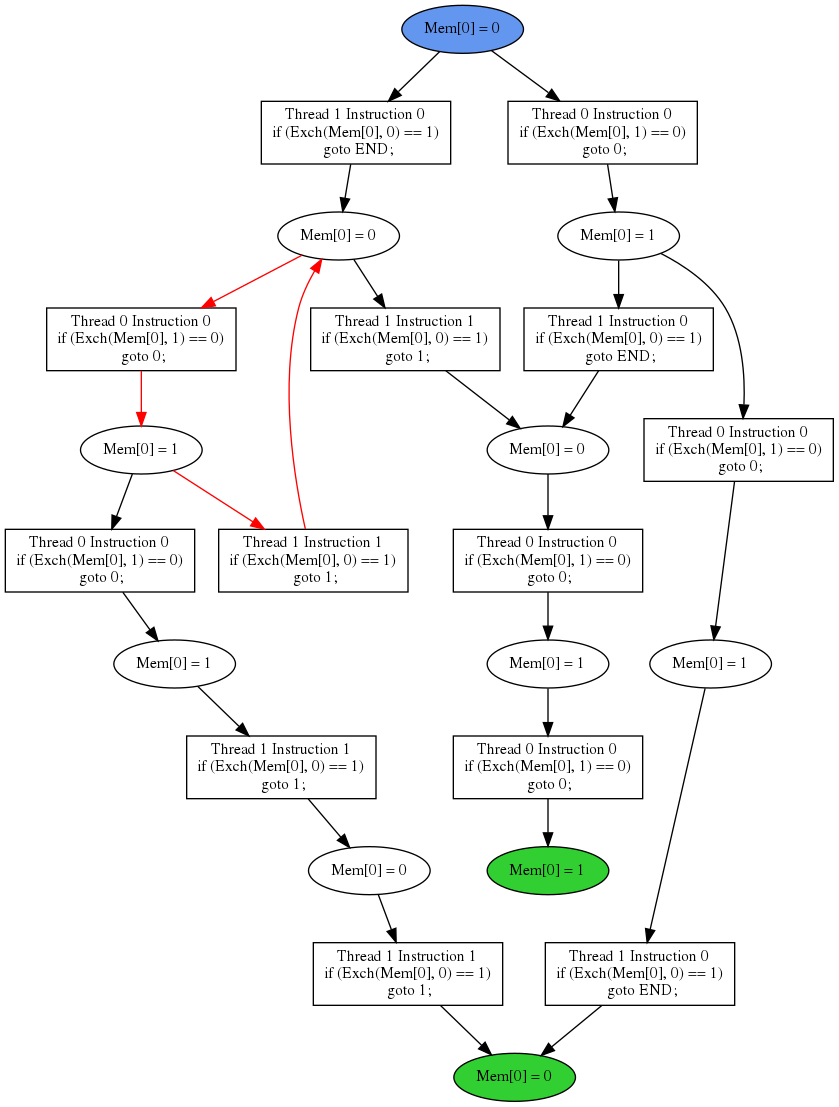 Mem[0] = 0
Thread 1 Instruction 0
if (Exch(Mem[0], 0) == 1)
goto END;
Thread 0 Instruction 0
if (Exch(Mem[0], 1) == 0)
goto 0;
Mem[0] = 0
Mem[0] = 1
Thread 0 Instruction 0
if (Exch(Mem[0], 1) == 0)
goto 0;
Thread 1 Instruction 1
if (Exch(Mem[0], 0) == 1)
goto 1;
Thread 1 Instruction 0
if (Exch(Mem[0], 0) == 1)
goto END;
Mem[0] = 1
Mem[0] = 0
Thread 0 Instruction 0
if (Exch(Mem[0], 1) == 0)
goto 0;
Thread 0 Instruction 0
if (Exch(Mem[0], 1) == 0)
goto 0;
Thread 1 Instruction 1
if (Exch(Mem[0], 0) == 1)
goto 1;
Thread 0 Instruction 0
if (Exch(Mem[0], 1) == 0)
goto 0;
Mem[0] = 1
Mem[0] = 1
Mem[0] = 1
Thread 1 Instruction 1
if (Exch(Mem[0], 0) == 1)
goto 1;
Thread 0 Instruction 0
if (Exch(Mem[0], 1) == 0)
goto 0;
Mem[0] = 0
Mem[0] = 1
Thread 1 Instruction 1
if (Exch(Mem[0], 0) == 1)
goto 1;
Thread 1 Instruction 0
if (Exch(Mem[0], 0) == 1)
goto END;
Mem[0] = 0